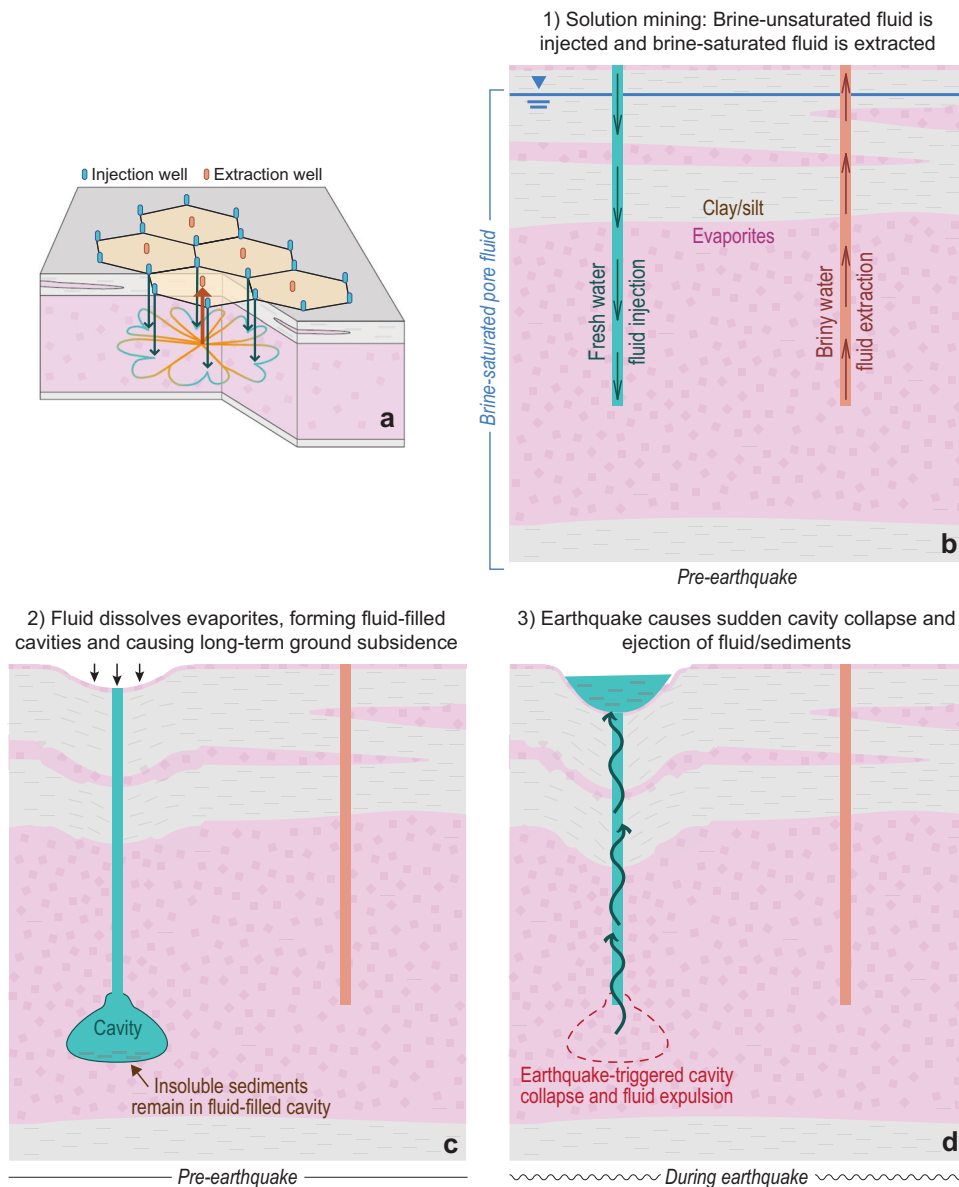 Injection well
Extraction well
a
1) Solution mining: Brine-unsaturated fluid is
injected and brine-saturated fluid is extracted
Brine-saturated pore fluid
Clay/silt
Evaporites
Fresh water
fluid injection
Briny water
fluid extraction
b
Pre-earthquake
2) Fluid dissolves evaporites, forming fluid-filled
cavities and causing long-term ground subsidence
Cavity
Insoluble sediments
remain in fluid-filled cavity
c
Pre-earthquake
3) Earthquake causes sudden cavity collapse and
ejection of fluid/sediments
Earthquake-triggered cavity
collapse and fluid expulsion
d
During earthquake